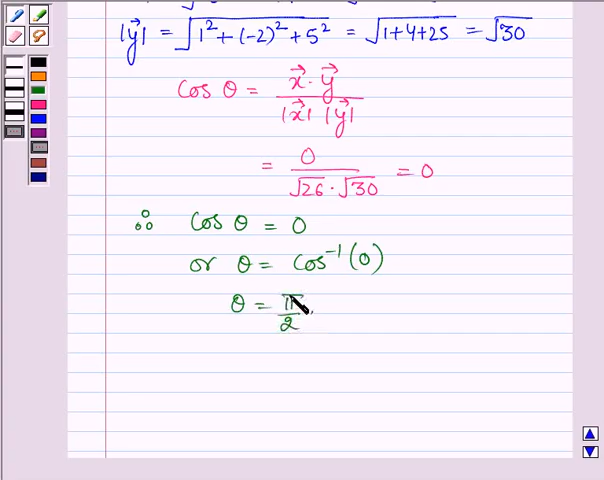 |y⃗| = √(1² + (-2)² + 5²) = √(1+4+25) = √30
Cos θ = x⃗ · y⃗ / |x⃗| |y⃗|
= 0 / √26 · √30 = 0
∴ Cos θ = 0
or θ = Cos⁻¹(0)
θ = π/2